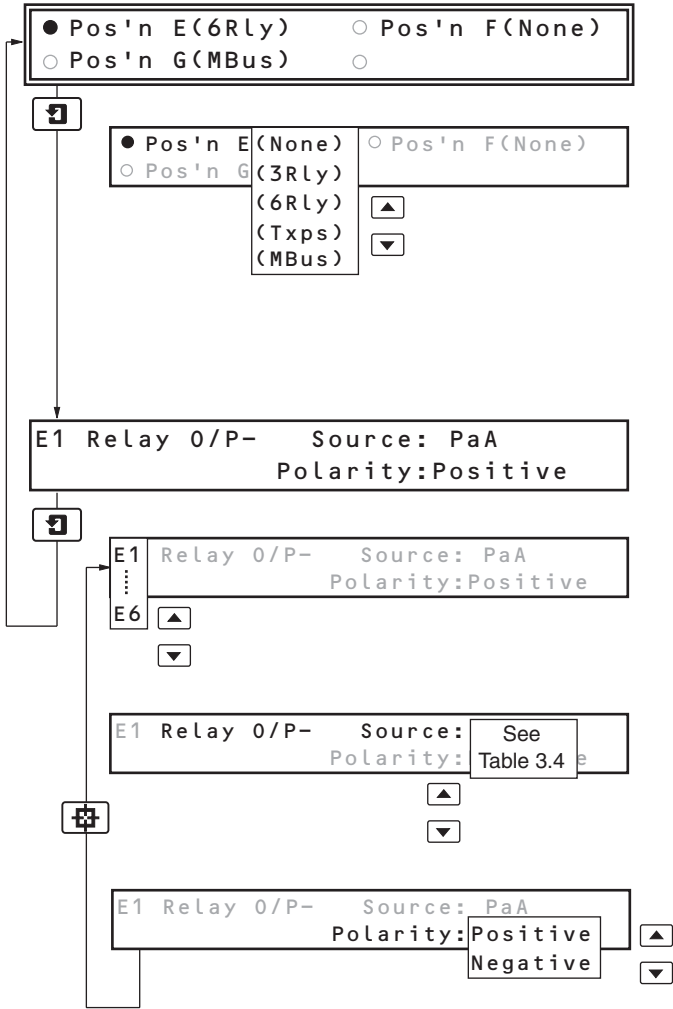 ● Pos'n E(6Rly) ○ Pos'n F(None)
○ Pos'n G(MBus) ○
● Pos'n E(None) ○ Pos'n F(None)
○ Pos'n G(3Rly)
(6Rly)
(Txps)
(MBus)
E1 Relay O/P– Source: PaA
Polarity:Positive
E1 Relay O/P– Source: PaA
Polarity:Positive
E6
E1 Relay O/P– Source: See
Polarity: Table 3.4 e
E1 Relay O/P– Source: PaA
Polarity:Positive
Negative